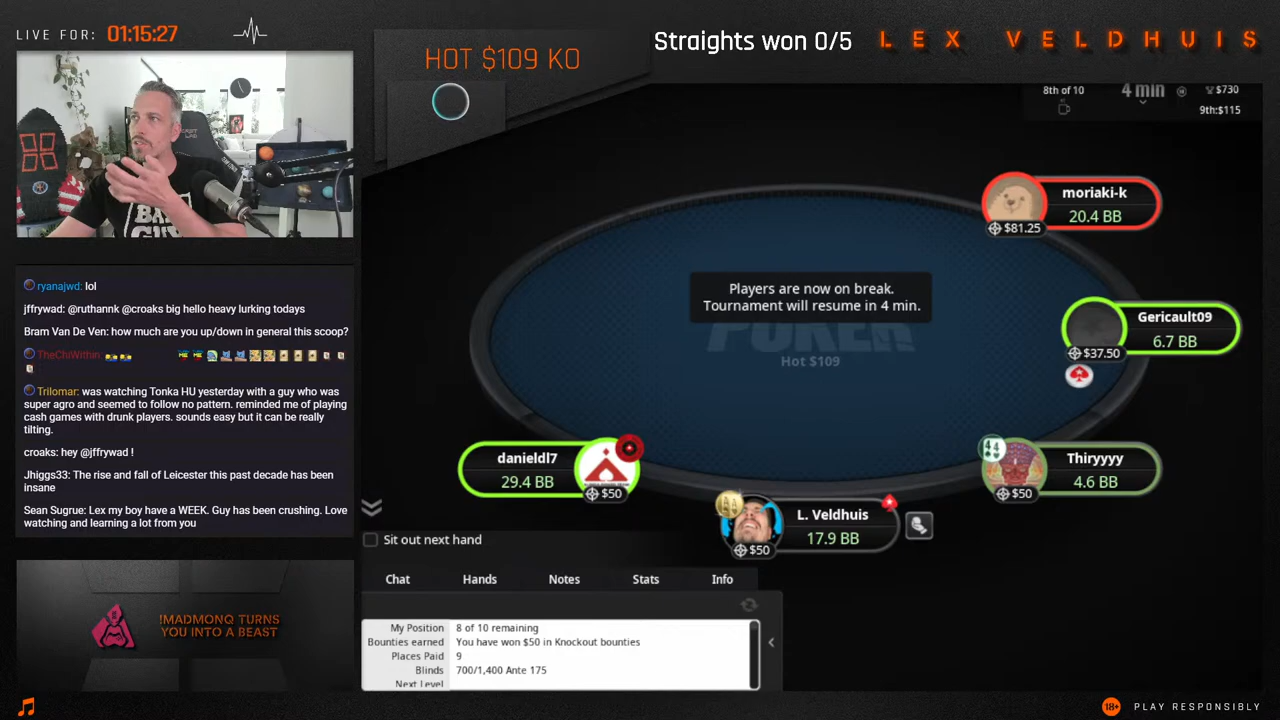 LIVE FOR: 01:15:27
HOT $109 KO
Straights won 0/5
LEX VELDHUIS
8th of 10
4 min
$730
9th:$115
moriaki-k
20.4 BB
$81.25
Players are now on break.
Tournament will resume in 4 min.
POKER
Hot $109
Gericault09
6.7 BB
$37.50
danieldl7
29.4 BB
$50
Thiryyyy
4.6 BB
$50
L. Veldhuis
17.9 BB
$50
ryanajwd: lol
jffrywad: @ruthannk @croaks big hello heavy lurking todays
Bram Van De Ven: how much are you up/down in general this scoop?
TheChiWithin:
Trilomar: was watching Tonka HU yesterday with a guy who was
super agro and seemed to follow no pattern. reminded me of playing
cash games with drunk players. sounds easy but it can be really
tilting.
croaks: hey @jffrywad !
Jhiggs33: The rise and fall of Leicester this past decade has been
insane
Sean Sugrue: Lex my boy have a WEEK. Guy has been crushing. Love
watching and learning a lot from you
Sit out next hand
Chat Hands Notes Stats Info
My Position 8 of 10 remaining
Bounties earned You have won $50 in Knockout bounties
Places Paid 9
Blinds 700/1,400 Ante 175
Next Level
!MADMONQ TURNS
YOU INTO A BEAST
18+ PLAY RESPONSIBLY